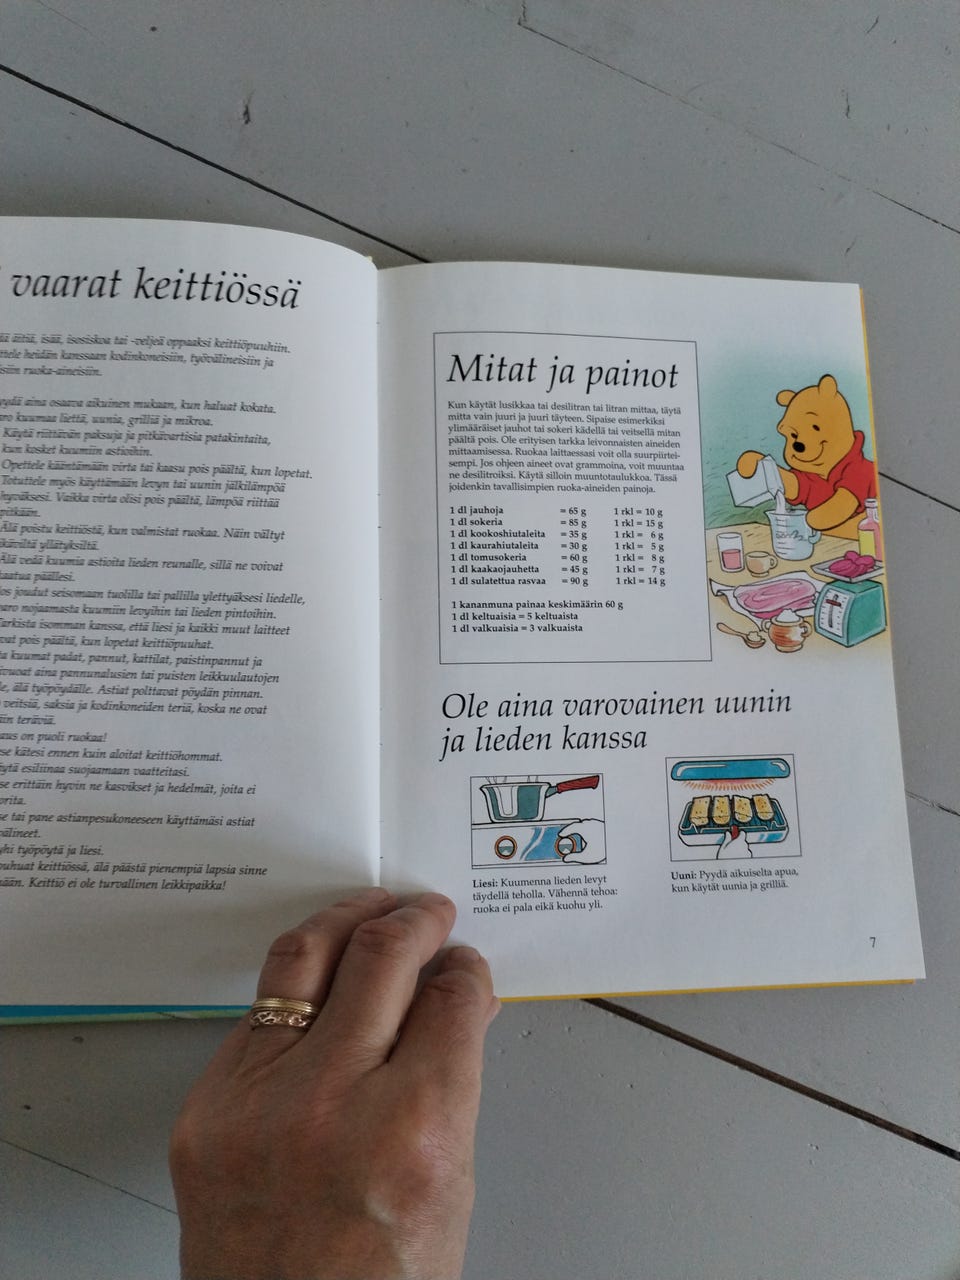 vaarat keittiössä
äitiä, isää, isosiskoa tai -veljeä oppaaksi keittiöpuuhiin.
heidän kanssaan kodinkoneisiin, työvälineisiin ja
ruoka-aineisiin.
aina osaava aikuinen mukaan, kun haluat kokata.
kuumaa liettä, uunia, grilliä ja mikroa.
Käytä riittävän paksuja ja pitkävartisia patakintaita,
kun kosket kuumiin astioihin.
Opettele kääntämään virta tai kaasu pois päältä, kun lopetat.
Totuttele myös käyttämään levyn tai uunin jälkilämpöä
hyväksesi. Vaikka virta olisi pois päältä, lämpöä riittää
pitkään.
Älä poistu keittiöstä, kun valmistat ruokaa. Näin vältyt
yllätyksiltä.
Älä vedä kuumia astioita lieden reunalle, sillä ne voivat
kaatua päällesi.
joudut seisomaan tuolilla tai pallilla ylettyäksesi liedelle,
nojaamasta kuumiin levyihin tai lieden pintoihin.
Tarkista isomman kanssa, että liesi ja kaikki muut laitteet
pois päältä, kun lopetat keittiöpuuhat.
kuumat padat, pannut, kattilat, paistinpannut ja
aina pannunalusien tai puisten leikkuulautojen
älä työpöydälle. Astiat polttavat pöydän pinnan.
veitsiä, saksia ja kodinkoneiden teriä, koska ne ovat
teräviä.
on puoli ruokaa!
kätesi ennen kuin aloitat keittiöhommat.
esiliinaa suojaamaan vaatteitasi.
erittäin hyvin ne kasvikset ja hedelmät, joita ei
tai pane astianpesukoneeseen käyttämäsi astiat
työpöytä ja liesi.
keittiössä, älä päästä pienempiä lapsia sinne
Keittiö ei ole turvallinen leikkipaikka!
Mitat ja painot
Kun käytät lusikkaa tai desilitran tai litran mittaa, täytä
mitta vain juuri ja juuri täyteen. Sipaise esimerkiksi
ylimääräiset jauhot tai sokeri kädellä tai veitsellä mitan
päältä pois. Ole erityisen tarkka leivonnaisten aineiden
mittaamisessa. Ruokaa laittaessasi voit olla suurpiirtei-
sempi. Jos ohjeen aineet ovat grammoina, voit muuntaa
ne desilitroiksi. Käytä silloin muuntotaulukkoa. Tässä
joidenkin tavallisimpien ruoka-aineiden painoja.
1 dl jauhoja = 65 g 1 rkl = 10 g
1 dl sokeria = 85 g 1 rkl = 15 g
1 dl kookoshiutaleita = 35 g 1 rkl = 6 g
1 dl kaurahiutaleita = 30 g 1 rkl = 5 g
1 dl tomusokeria = 60 g 1 rkl = 8 g
1 dl kaakaojauhetta = 45 g 1 rkl = 7 g
1 dl sulatettua rasvaa = 90 g 1 rkl = 14 g
1 kananmuna painaa keskimäärin 60 g
1 dl keltuaisia = 5 keltuaista
1 dl valkuaisia = 3 valkuaista
Ole aina varovainen uunin
ja lieden kanssa
Liesi: Kuumenna lieden levyt
täydellä teholla. Vähennä tehoa:
ruoka ei pala eikä kuohu yli.
Uuni: Pyydä aikuiselta apua,
kun käytät uunia ja grilliä.
7